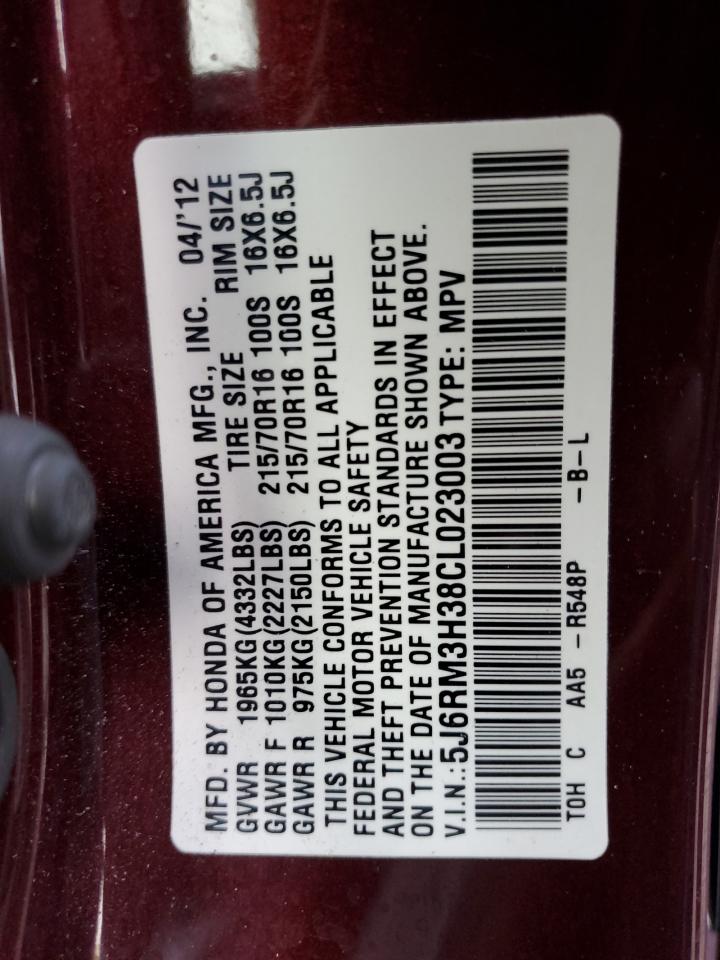 MFD. BY HONDA OF AMERICA MFG., INC. 04/'12
GVWR 1965KG(4332LBS) TIRE SIZE RIM SIZE
GAWR F 1010KG(2227LBS) 215/70R16 100S 16X6.5J
GAWR R 975KG(2150LBS) 215/70R16 100S 16X6.5J
THIS VEHICLE CONFORMS TO ALL APPLICABLE
FEDERAL MOTOR VEHICLE SAFETY
AND THEFT PREVENTION STANDARDS IN EFFECT
ON THE DATE OF MANUFACTURE SHOWN ABOVE.
V.I.N.:5J6RM3H38CL023003 TYPE: MPV
TOH C AA5 -R548P -B-L